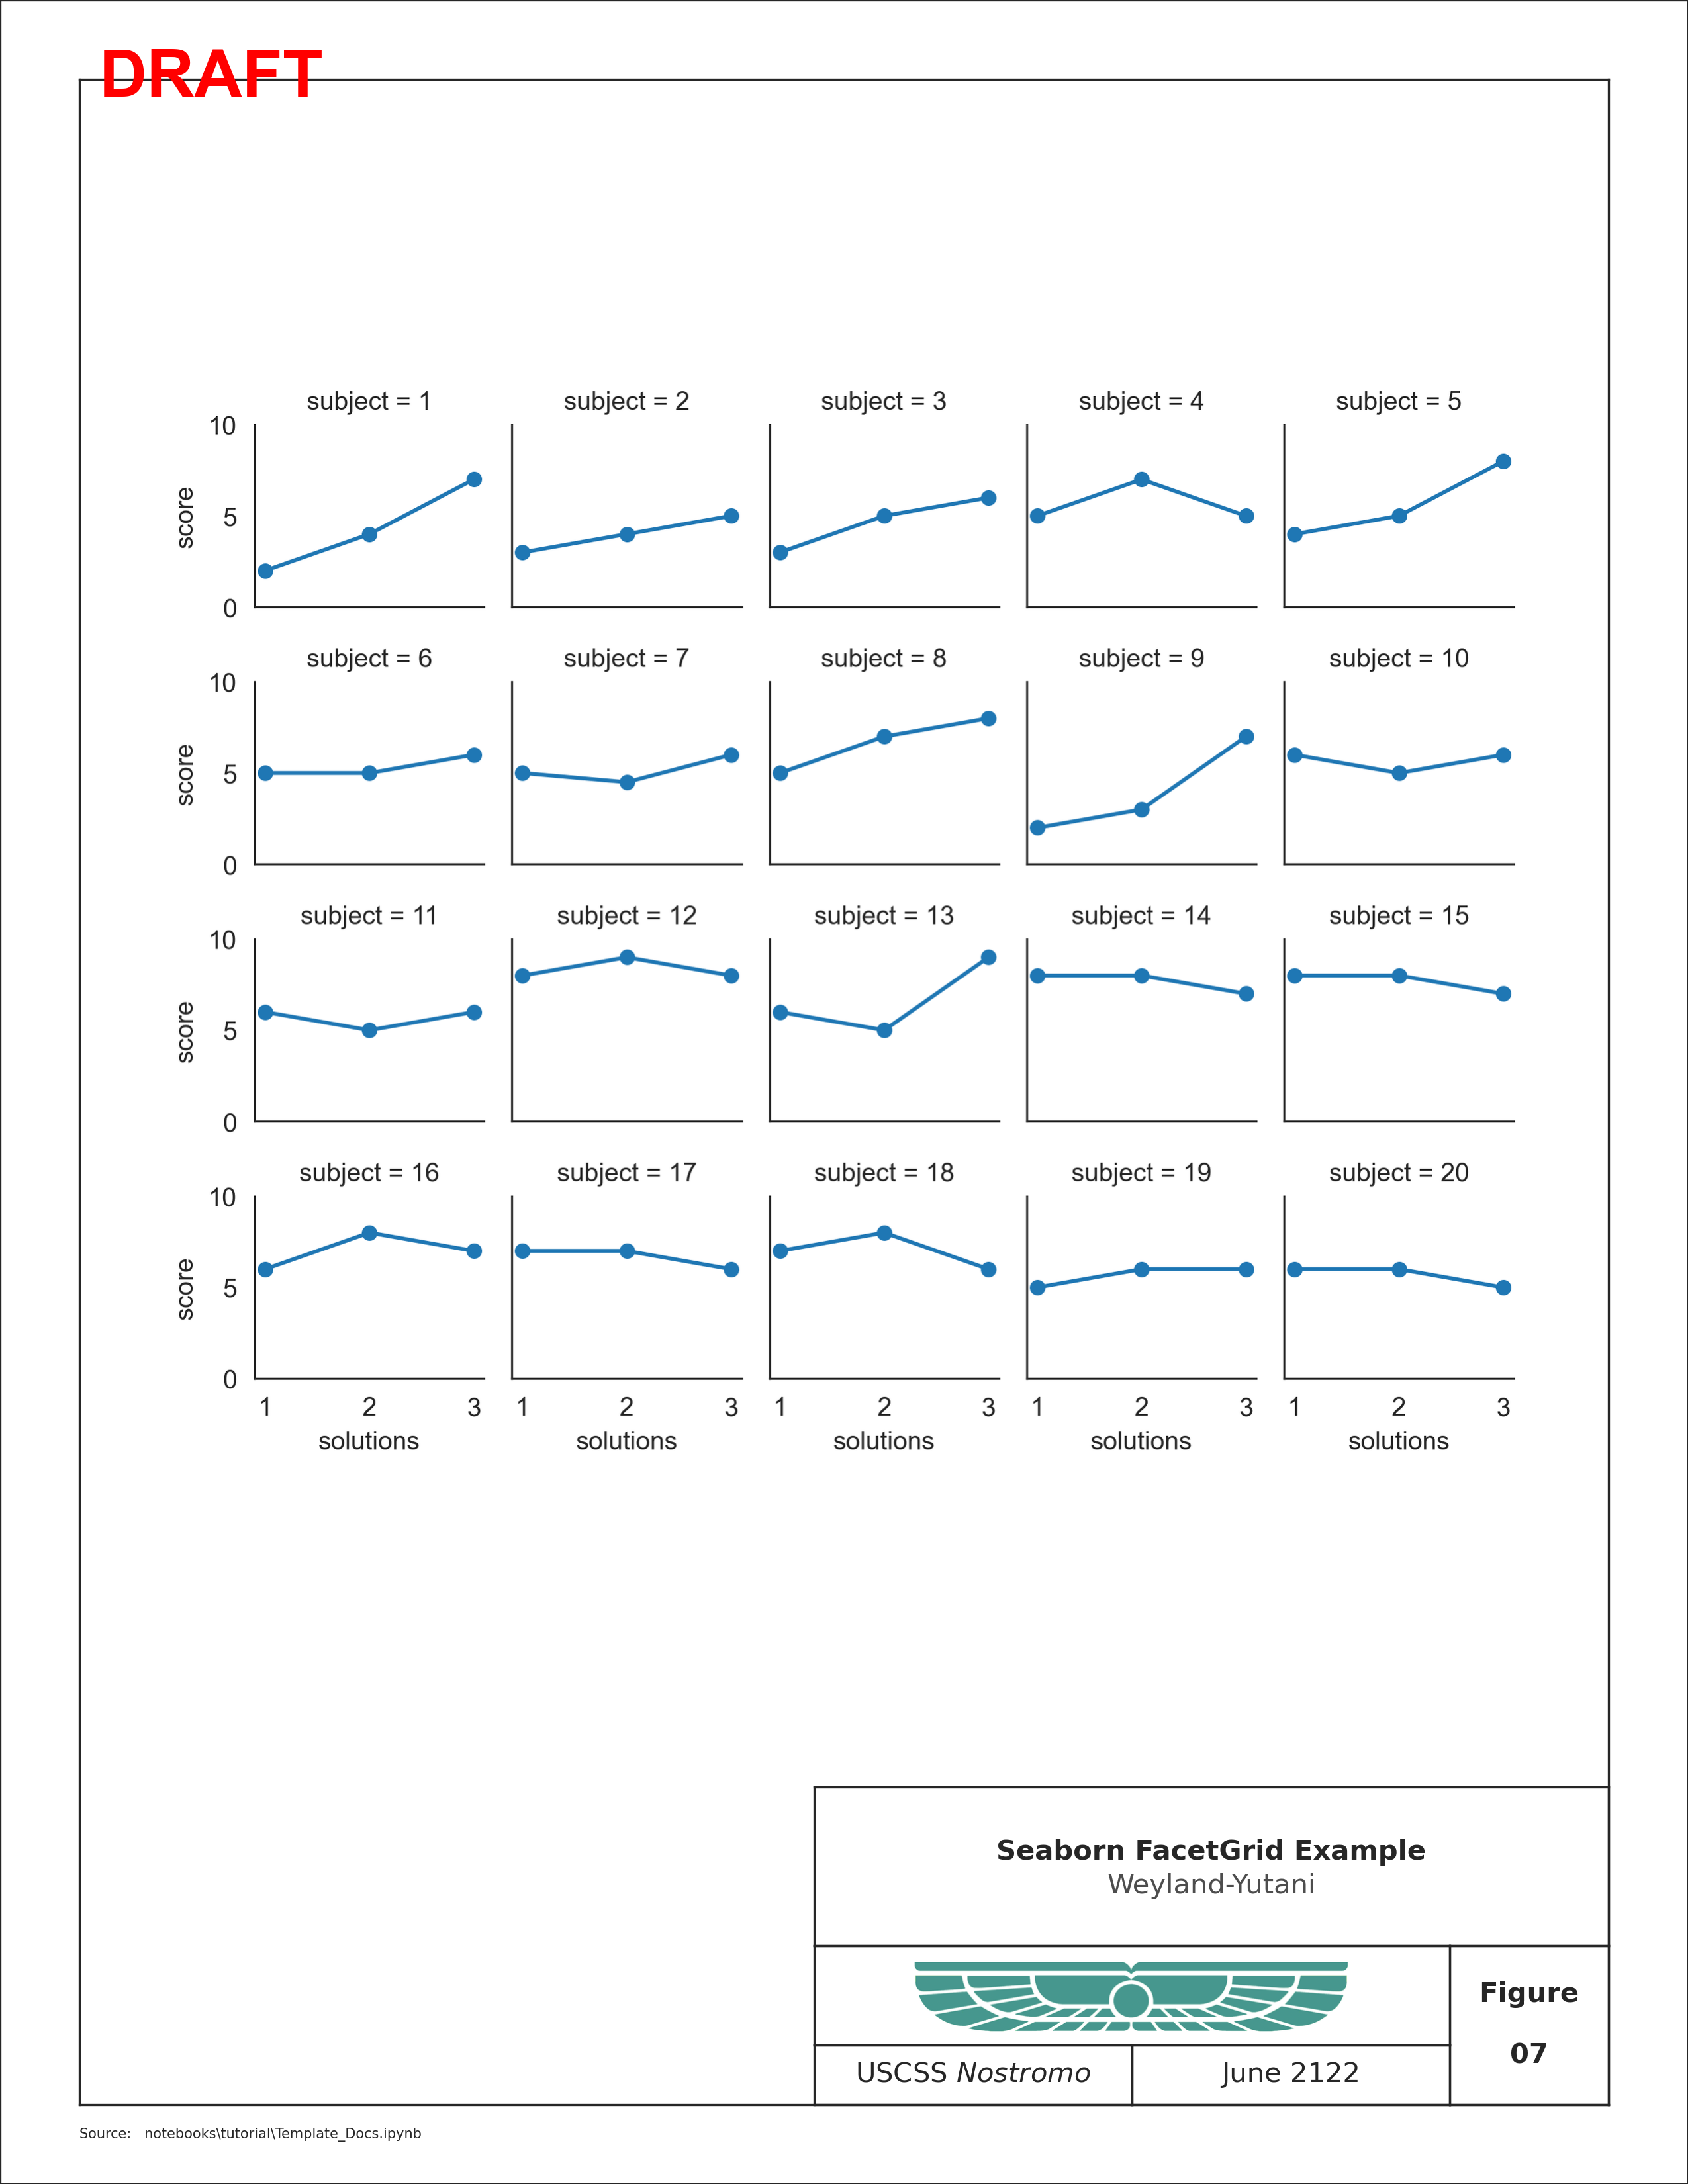 DRAFT
subject = 1 subject = 2 subject = 3 subject = 4 subject = 5
10
5
0
score
subject = 6 subject = 7 subject = 8 subject = 9 subject = 10
10
5
0
score
subject = 11 subject = 12 subject = 13 subject = 14 subject = 15
10
5
0
score
subject = 16 subject = 17 subject = 18 subject = 19 subject = 20
10
5
0
score
1 2 3 1 2 3 1 2 3 1 2 3 1 2 3
solutions solutions solutions solutions solutions
Seaborn FacetGrid Example
Weyland-Yutani
Figure
07
USCSS Nostromo June 2122
Source: notebooks\tutorial\Template_Docs.ipynb